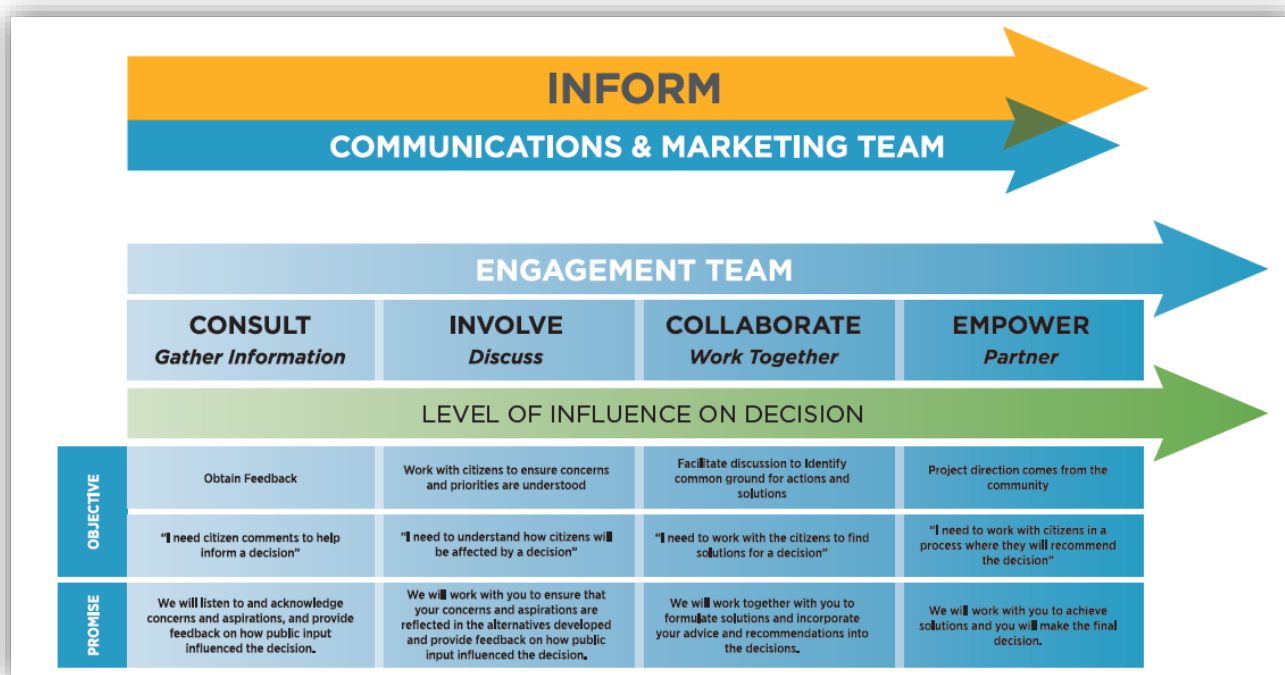 INFORM
COMMUNICATIONS & MARKETING TEAM
ENGAGEMENT TEAM
CONSULT
Gather Information
INVOLVE
Discuss
COLLABORATE
Work Together
EMPOWER
Partner
LEVEL OF INFLUENCE ON DECISION
OBJECTIVE
Obtain Feedback
Work with citizens to ensure concerns
and priorities are understood
Facilitate discussion to Identify
common ground for actions and
solutions
Project direction comes from the
community
"I need citizen comments to help
inform a decision"
"I need to understand how citizens will
be affected by a decision"
"I need to work with the citizens to find
solutions for a decision"
"I need to work with citizens in a
process where they will recommend
the decision"
PROMISE
We will listen to and acknowledge
concerns and aspirations, and provide
feedback on how public input
influenced the decision.
We will work with you to ensure that
your concerns and aspirations are
reflected in the alternatives developed
and provide feedback on how public
input influenced the decision.
We will work together with you to
formulate solutions and incorporate
your advice and recommendations into
the decisions.
We will work with you to achieve
solutions and you will make the final
decision.